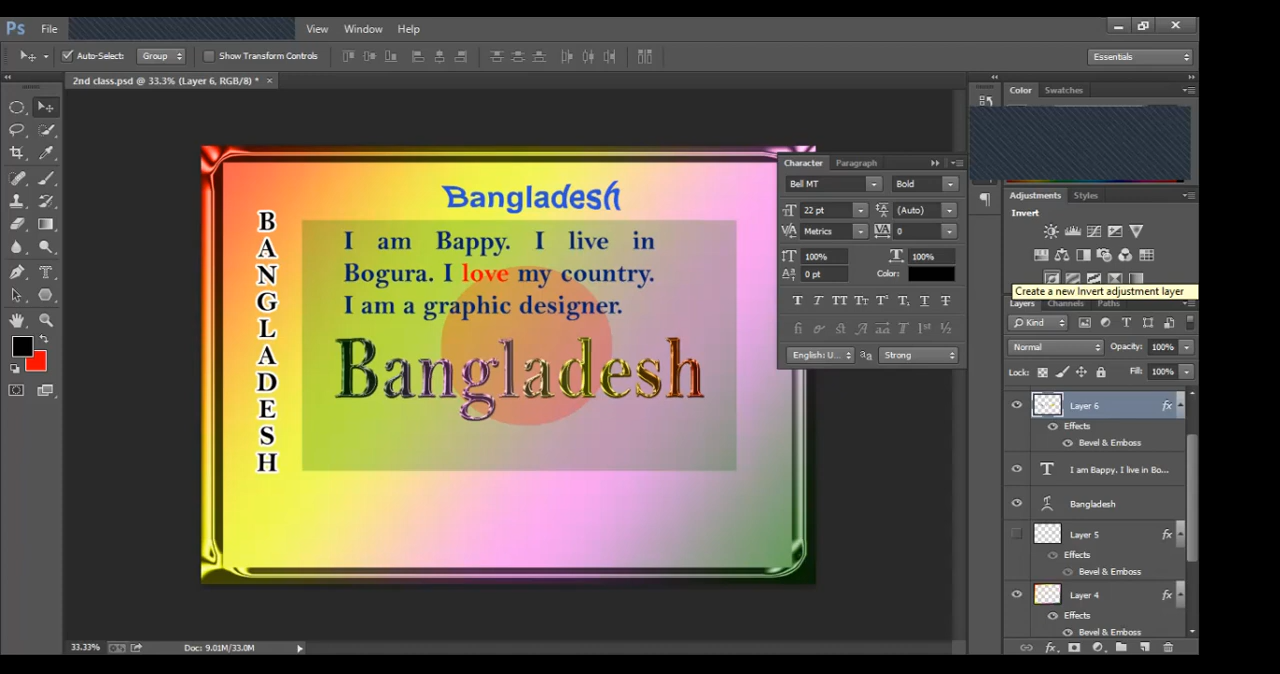 Ps File View Window Help
Auto-Select: Group Show Transform Controls Essentials
2nd class.psd @ 33.3% (Layer 6, RGB/8) * ×
Color Swatches
Bangladesh
BANGLADESH
I am Bappy. I live in
Bogura. I love my country.
I am a graphic designer.
Bangladesh
Character Paragraph
Bell MT Bold
22 pt (Auto)
Metrics 0
100% 100%
0 pt Color:
English: U... aa Strong
Adjustments Styles
Invert
Create a new Invert adjustment layer
Layers Channels Paths
Kind
Normal Opacity: 100%
Lock: Fill: 100%
Layer 6 fx
Effects
Bevel & Emboss
I am Bappy. I live in Bo...
Bangladesh
Layer 5 fx
Effects
Bevel & Emboss
Layer 4 fx
Effects
Bevel & Emboss
33.33% Doc: 9.01M/33.0M